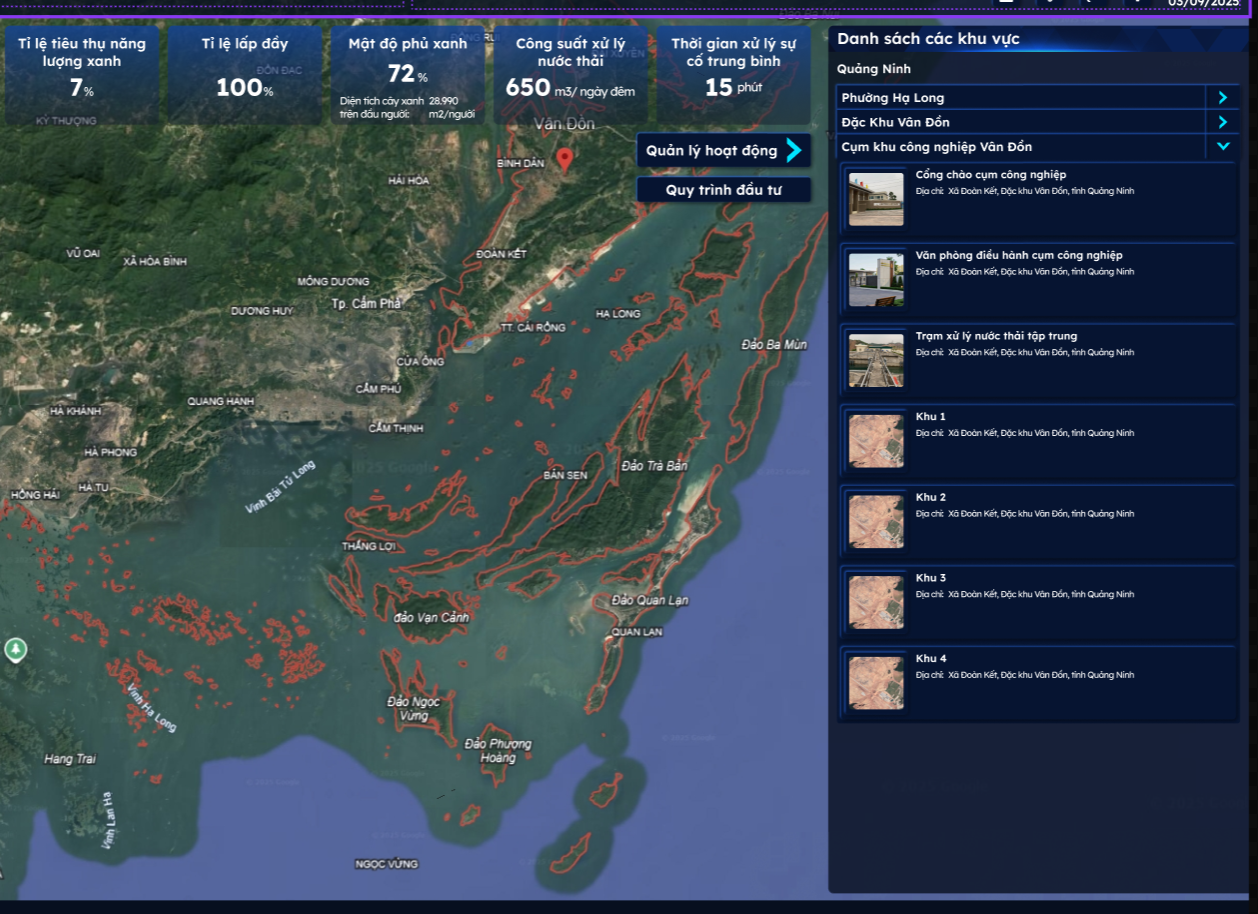 03/09/2025
Tỉ lệ tiêu thụ năng
lượng xanh
7%
Tỉ lệ lấp đầy
100%
Mật độ phủ xanh
72%
Diện tích cây xanh
trên đầu người:
28.990
m2/người
Công suất xử lý
nước thải
650 m3/ ngày đêm
Thời gian xử lý sự
cố trung bình
15 phút
Quản lý hoạt động
Quy trình đầu tư
Danh sách các khu vực
Quảng Ninh
Phường Hạ Long
Đặc Khu Vân Đồn
Cụm khu công nghiệp Vân Đồn
Cổng chào cụm công nghiệp
Địa chỉ: Xã Đoàn Kết, Đặc khu Vân Đồn, tỉnh Quảng Ninh
Văn phòng điều hành cụm công nghiệp
Địa chỉ: Xã Đoàn Kết, Đặc khu Vân Đồn, tỉnh Quảng Ninh
Trạm xử lý nước thải tập trung
Địa chỉ: Xã Đoàn Kết, Đặc khu Vân Đồn, tỉnh Quảng Ninh
Khu 1
Địa chỉ: Xã Đoàn Kết, Đặc khu Vân Đồn, tỉnh Quảng Ninh
Khu 2
Địa chỉ: Xã Đoàn Kết, Đặc khu Vân Đồn, tỉnh Quảng Ninh
Khu 3
Địa chỉ: Xã Đoàn Kết, Đặc khu Vân Đồn, tỉnh Quảng Ninh
Khu 4
Địa chỉ: Xã Đoàn Kết, Đặc khu Vân Đồn, tỉnh Quảng Ninh
ĐỒN ĐẠC
KỲ THƯỢNG
Vân Đồn
BÌNH DÂN
HẢI HÒA
VŨ OAI
XÃ HÒA BÌNH
ĐOÀN KẾT
MÔNG DƯƠNG
Tp. Cẩm Phả
DƯƠNG HUY
HẠ LONG
TT. CÁI RỒNG
Đảo Ba Mùn
CỬA ÔNG
CẨM PHÚ
QUANG HANH
HÀ KHÁNH
CẨM THỊNH
HÀ PHONG
Đảo Trà Bản
BẢN SEN
HÀ TU
HỒNG HẢI
Vịnh Bái Tử Long
THẮNG LỢI
Đảo Quan Lạn
đảo Vạn Cảnh
QUAN LẠN
Vịnh Hạ Long
Đảo Ngọc
Vừng
Đảo Phượng
Hoàng
Hang Trai
Vịnh Lan Hạ
NGỌC VỪNG